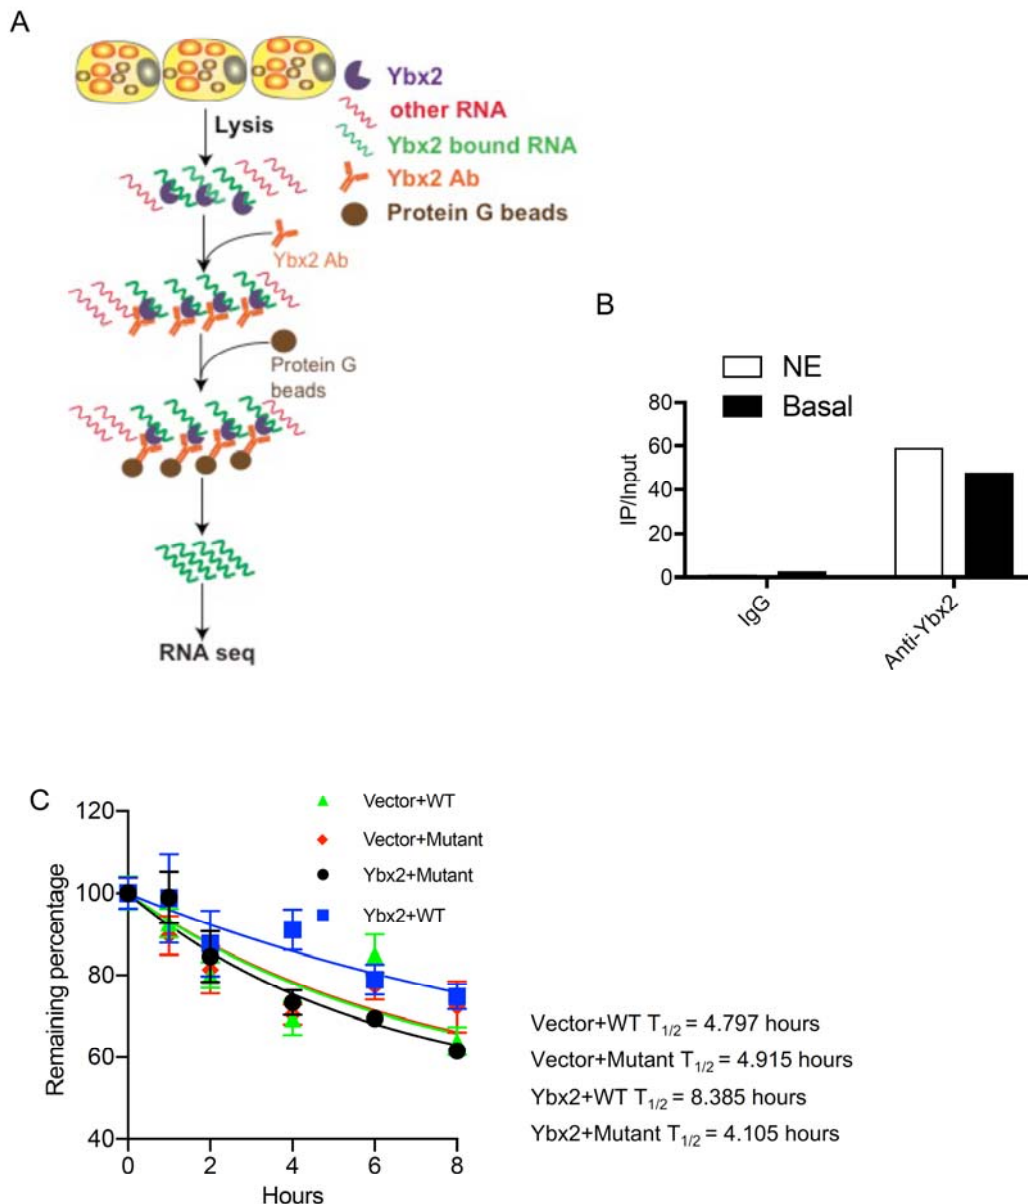 A
Ybx2
other RNA
Ybx2 bound RNA
Ybx2 Ab
Protein G beads
Lysis
Ybx2 Ab
Protein G
beads
RNA seq
B
NE
Basal
IP/Input
80
60
40
20
0
IgG
Anti-Ybx2
C
Remaining percentage
120
100
80
60
40
0
2
4
6
8
Hours
Vector+WT
Vector+Mutant
Ybx2+Mutant
Ybx2+WT
Vector+WT T1/2 = 4.797 hours
Vector+Mutant T1/2 = 4.915 hours
Ybx2+WT T1/2 = 8.385 hours
Ybx2+Mutant T1/2 = 4.105 hours